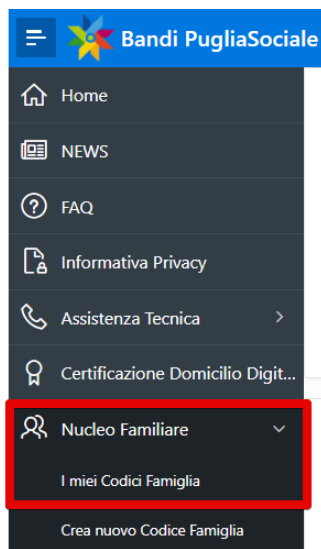 Bandi PugliaSociale
Home
NEWS
FAQ
Informativa Privacy
Assistenza Tecnica
Certificazione Domicilio Digit...
Nucleo Familiare
I miei Codici Famiglia
Crea nuovo Codice Famiglia